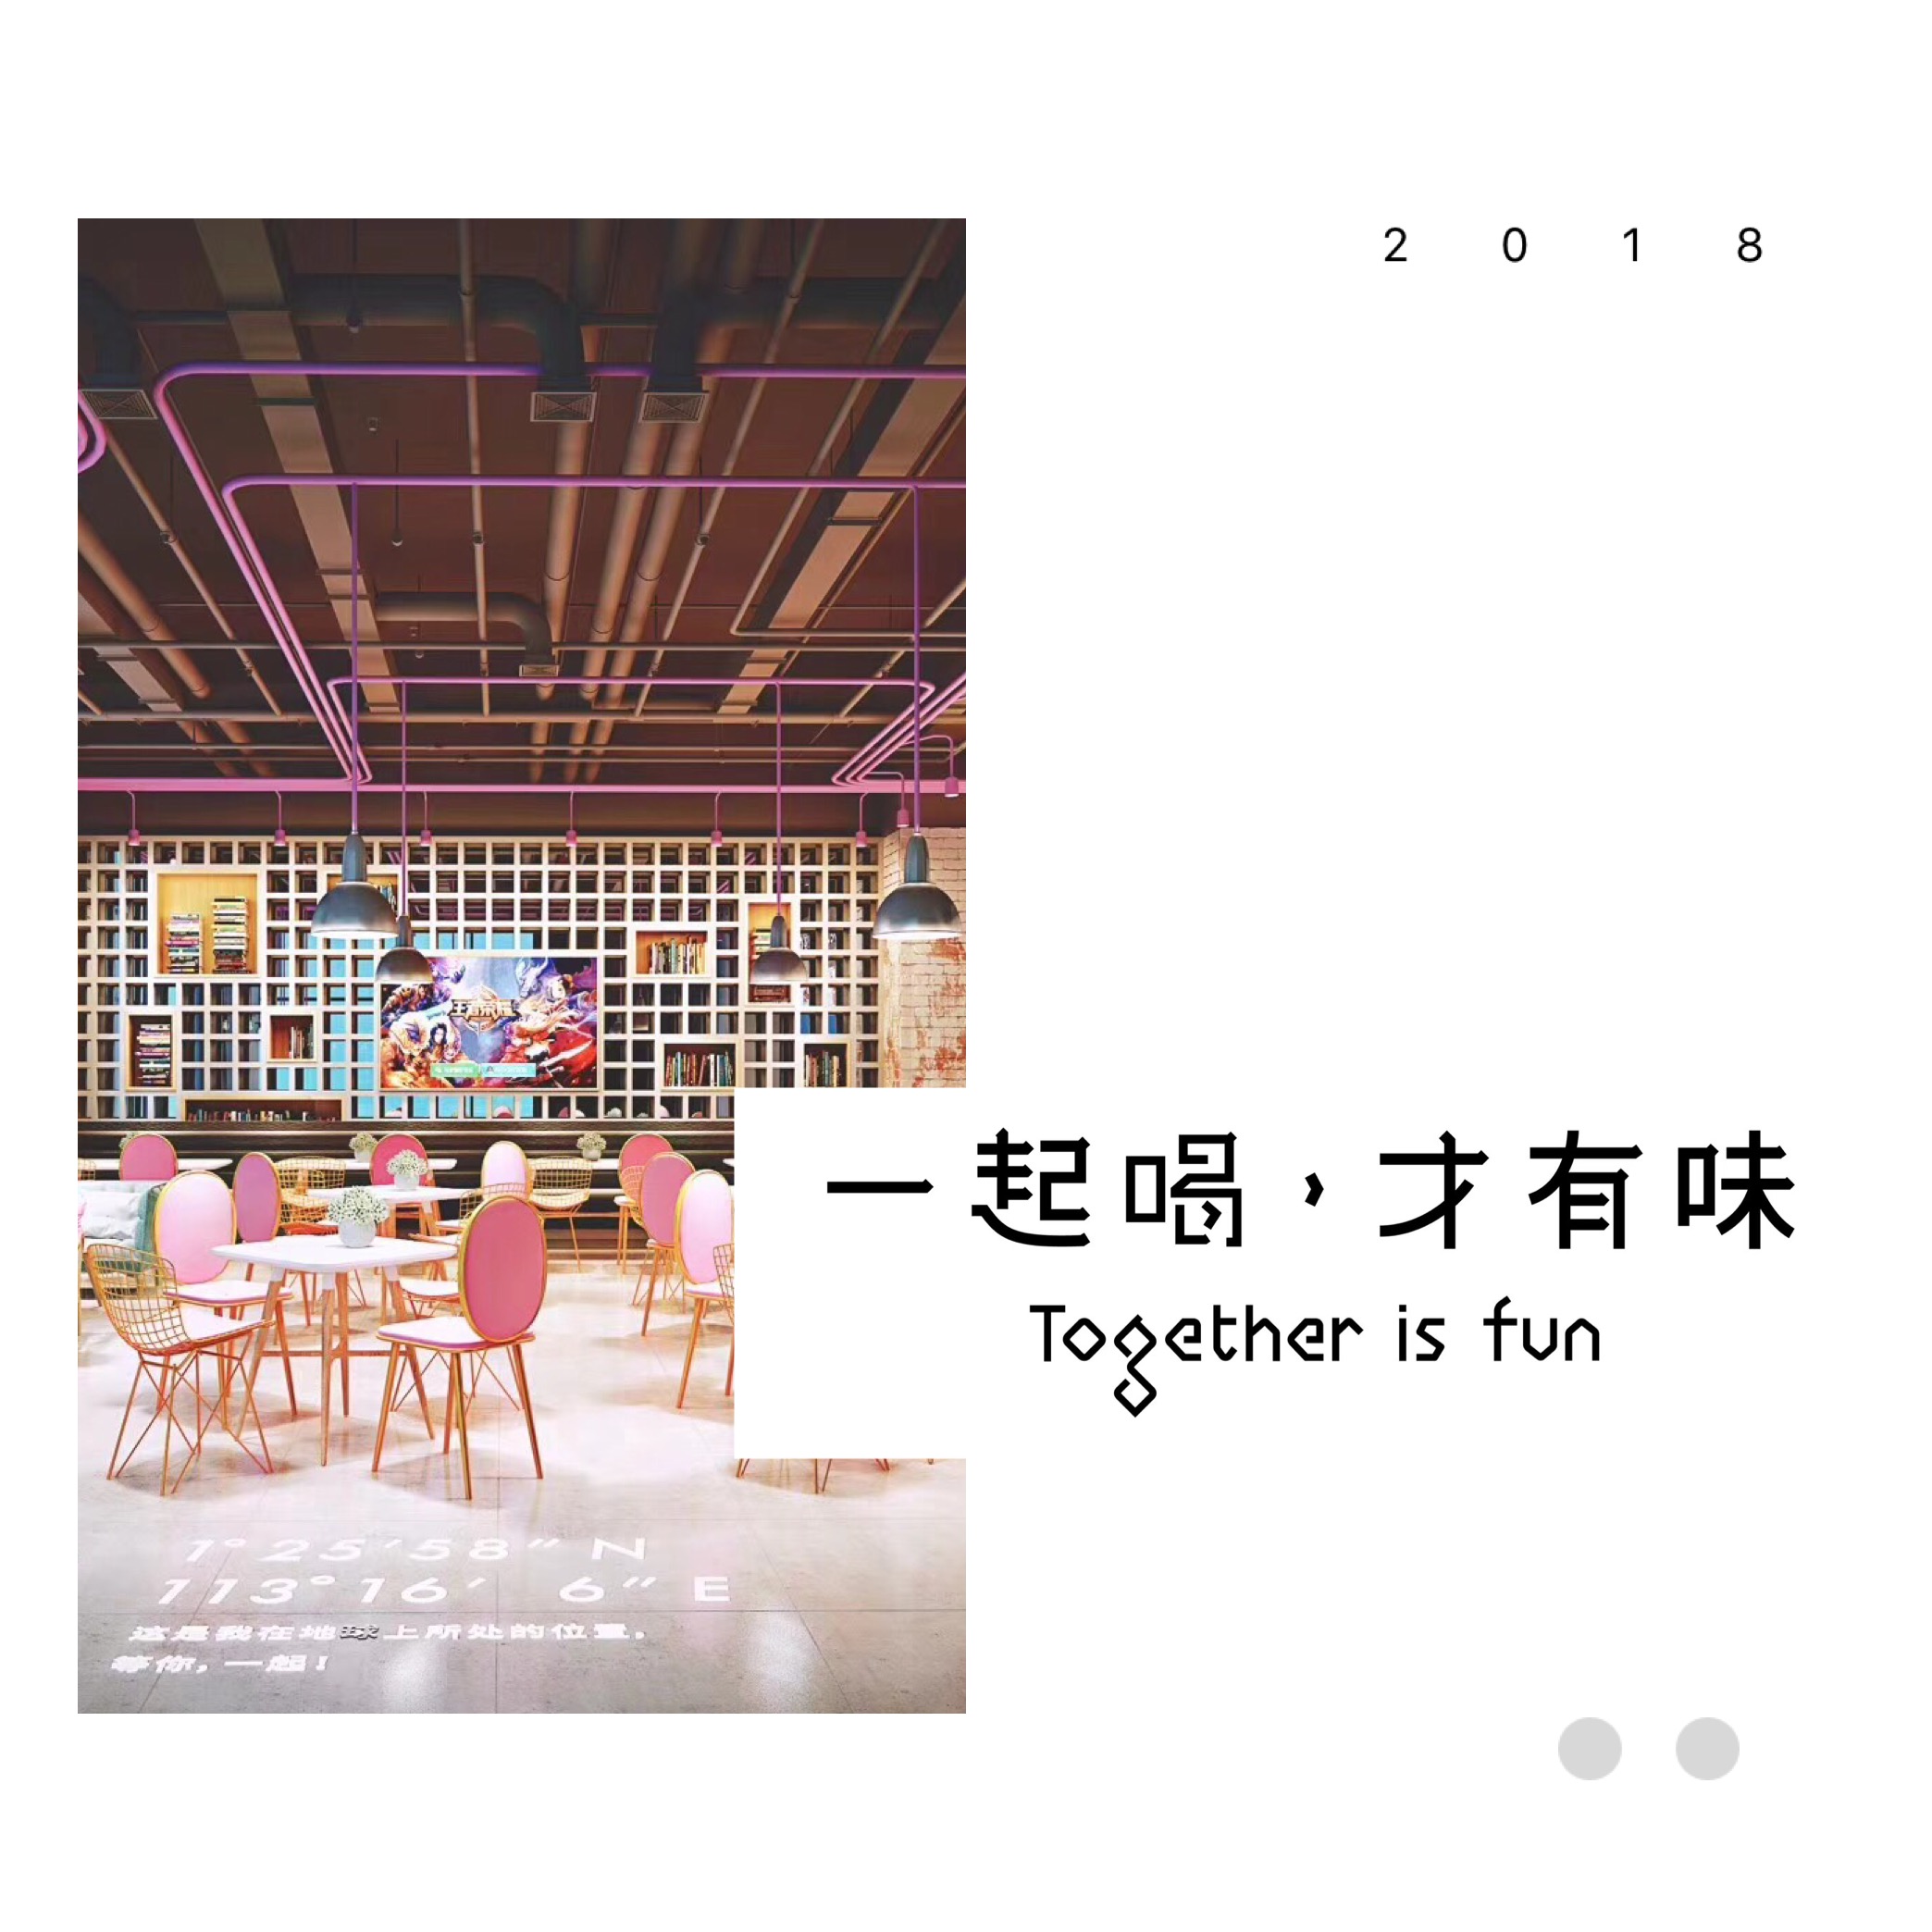 2 0 1 8
王者荣耀
一起喝，才有味
Together is fun
1°25′58″ N
113°16′ 6″ E
这是我在地球上所处的位置，
等你，一起！